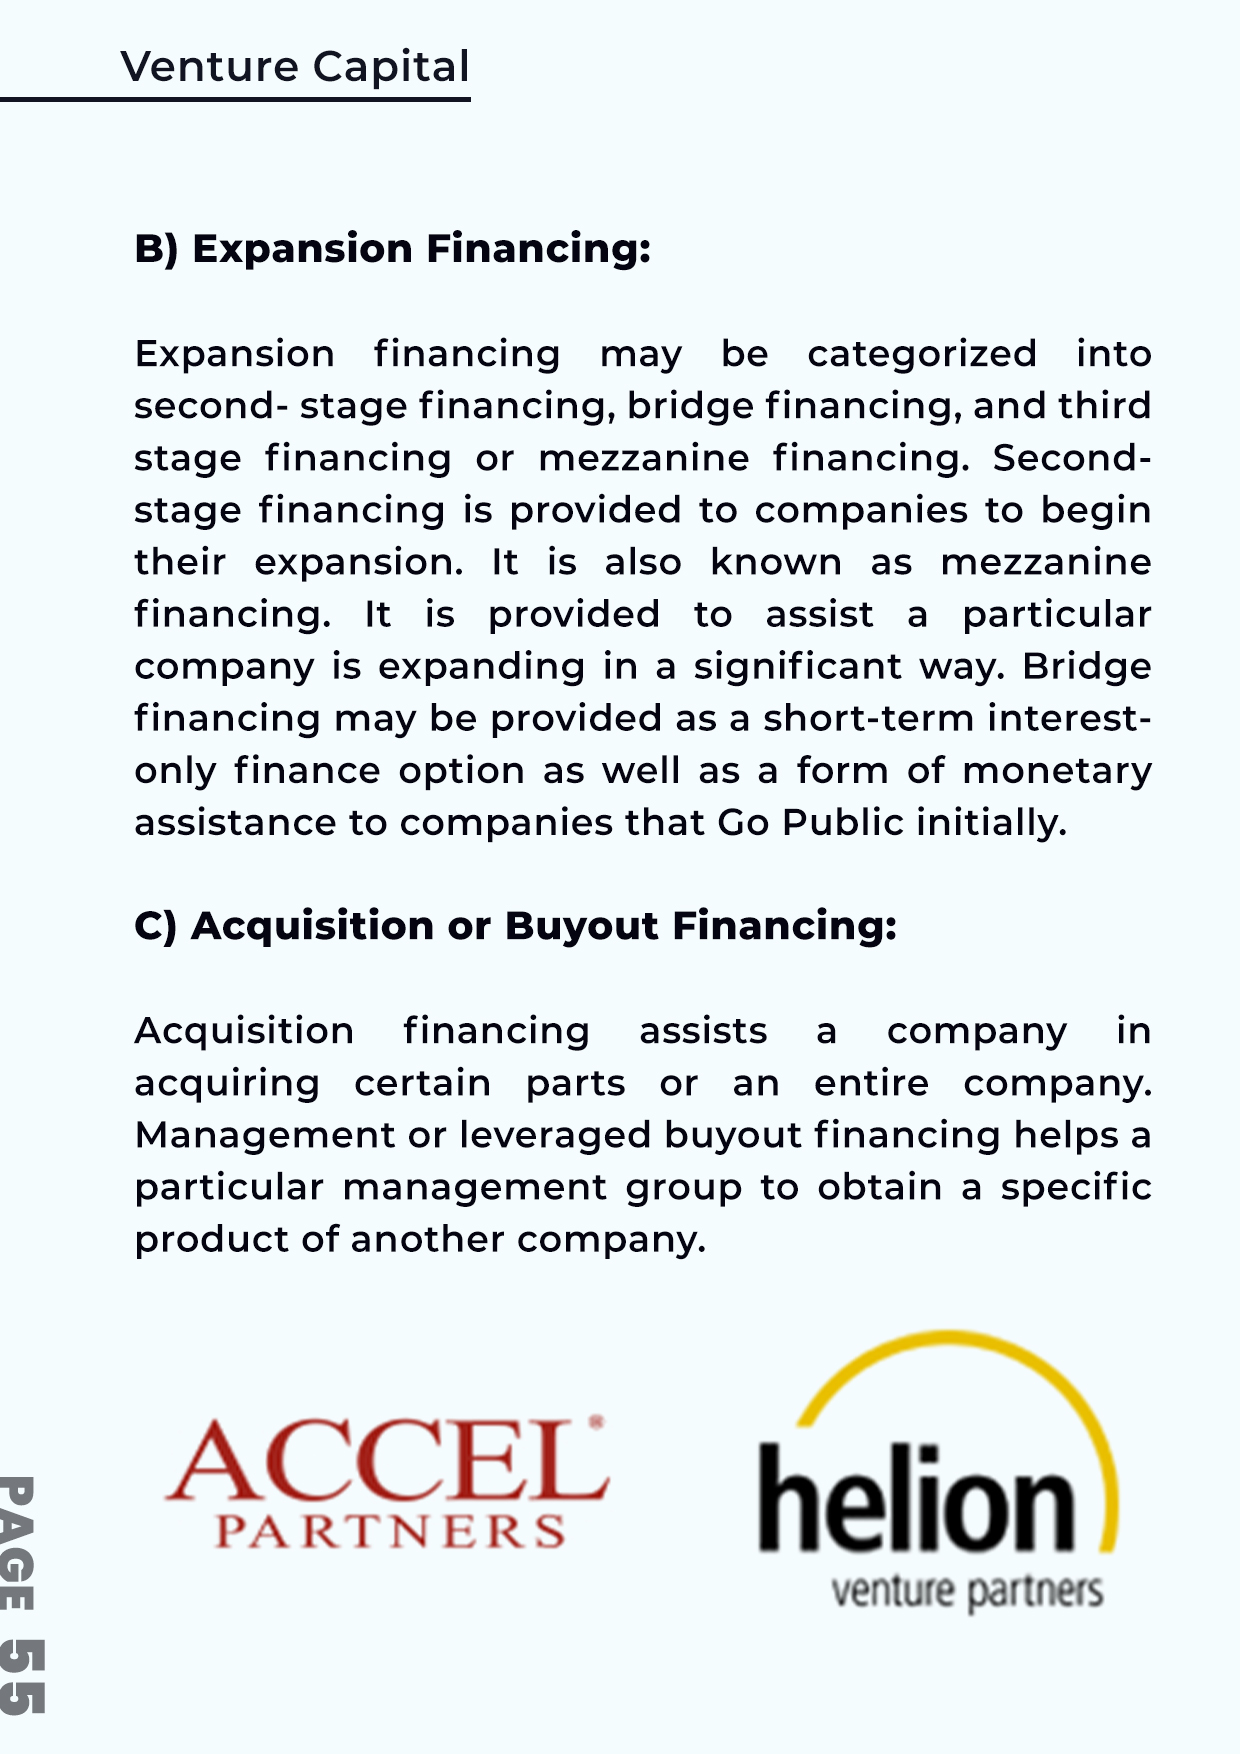 Venture Capital
B) Expansion Financing:
Expansion financing may be categorized into
second- stage financing, bridge financing, and third
stage financing or mezzanine financing. Second-
stage financing is provided to companies to begin
their expansion. It is also known as mezzanine
financing. It is provided to assist a particular
company is expanding in a significant way. Bridge
financing may be provided as a short-term interest-
only finance option as well as a form of monetary
assistance to companies that Go Public initially.
C) Acquisition or Buyout Financing:
Acquisition financing assists a company in
acquiring certain parts or an entire company.
Management or leveraged buyout financing helps a
particular management group to obtain a specific
product of another company.
ACCEL®
PARTNERS
helion
venture partners
PAGE 55